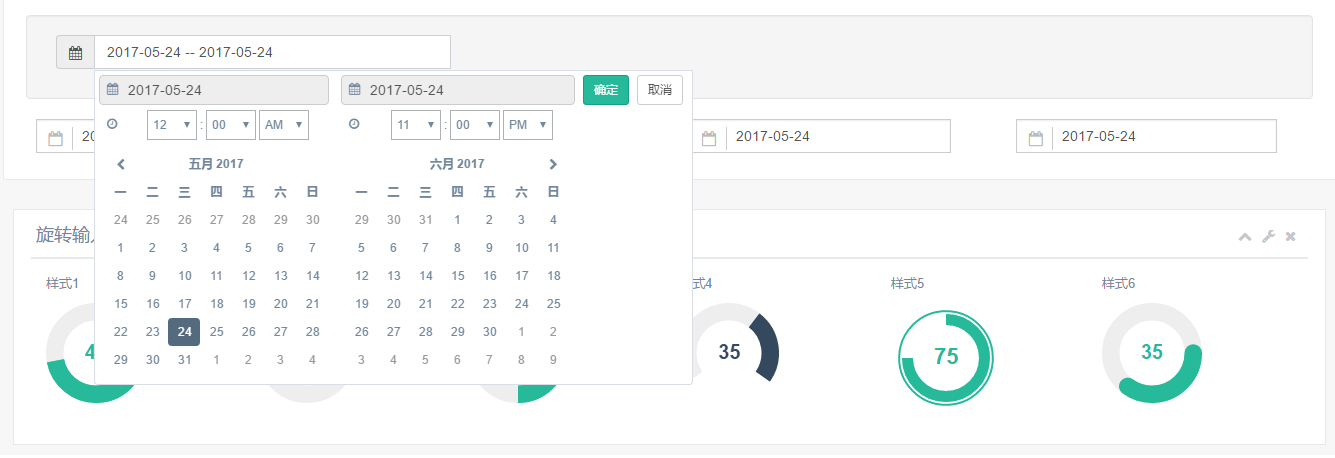 2017-05-24 -- 2017-05-24
2017-05-24 2017-05-24 确定 取消
12 : 00 AM 11 : 00 PM
2017-05-24 2017-05-24
五月 2017 六月 2017
一 二 三 四 五 六 日 一 二 三 四 五 六 日
24 25 26 27 28 29 30 29 30 31 1 2 3 4
1 2 3 4 5 6 7 5 6 7 8 9 10 11
8 9 10 11 12 13 14 12 13 14 15 16 17 18
15 16 17 18 19 20 21 19 20 21 22 23 24 25
22 23 24 25 26 27 28 26 27 28 29 30 1 2
29 30 31 1 2 3 4 3 4 5 6 7 8 9
旋转输
样式1 式4 样式5 样式6
35 75 35